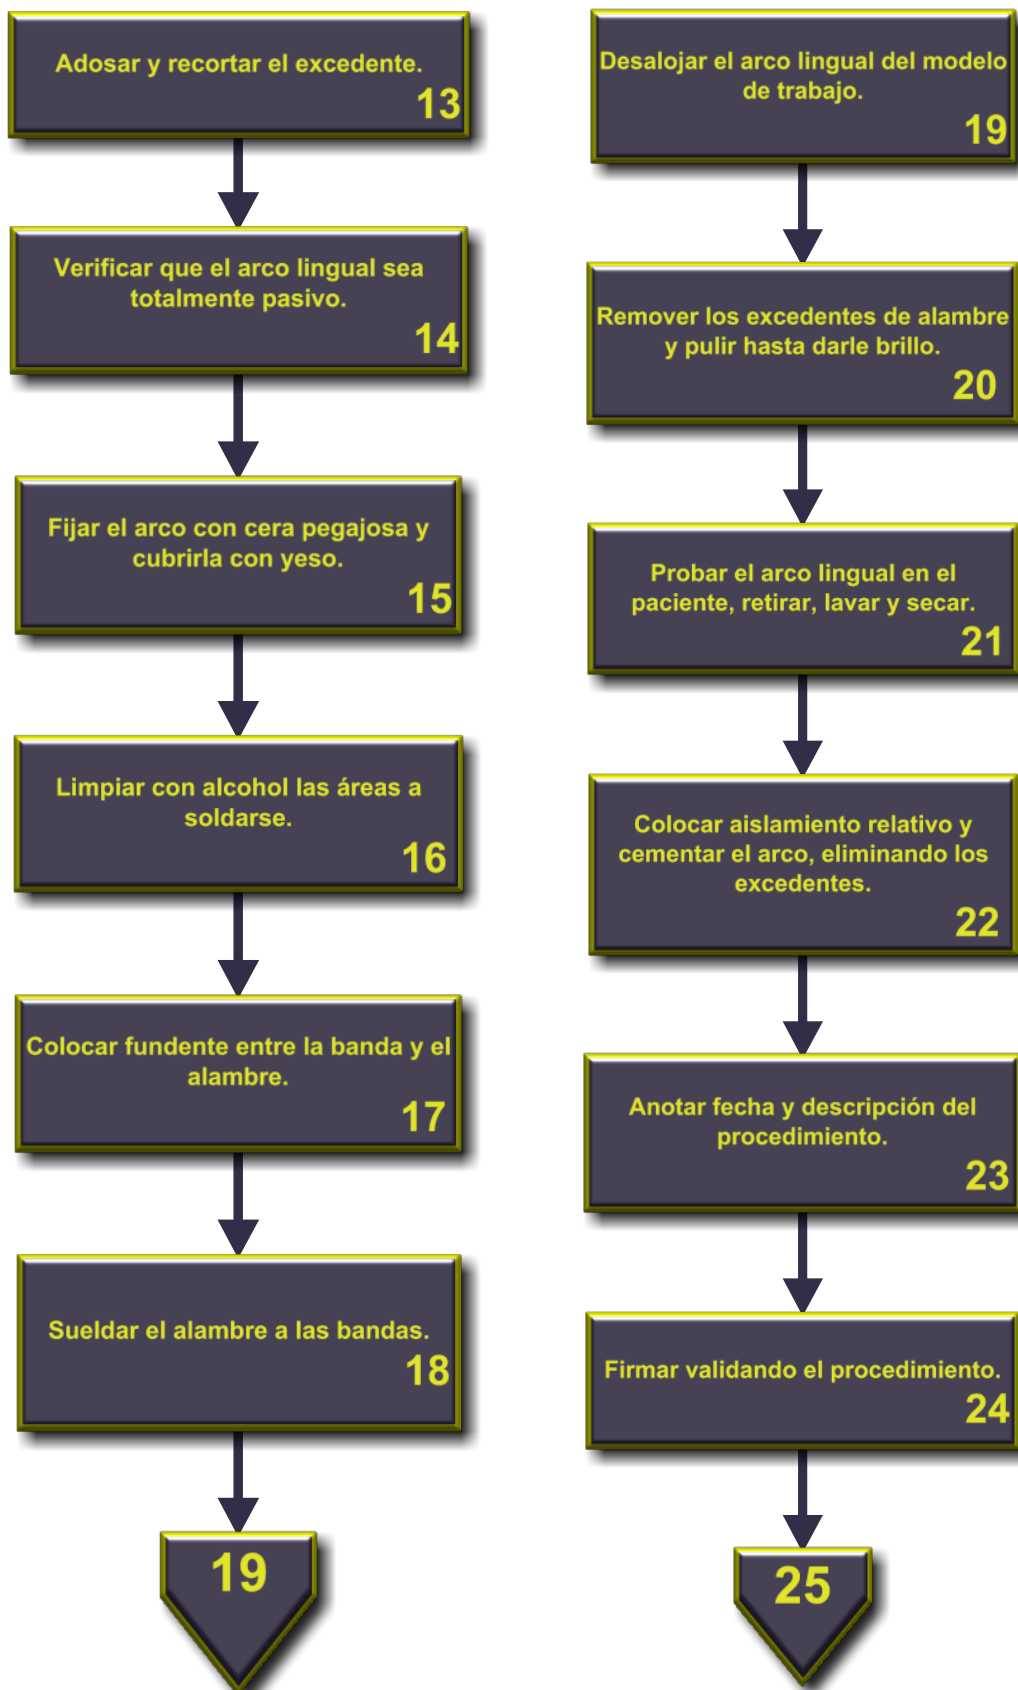 Adosar y recortar el excedente.
13
Verificar que el arco lingual sea
totalmente pasivo.
14
Fijar el arco con cera pegajosa y
cubrirla con yeso.
15
Limpiar con alcohol las áreas a
soldarse.
16
Colocar fundente entre la banda y el
alambre.
17
Sueldar el alambre a las bandas.
18
19
Desalojar el arco lingual del modelo
de trabajo.
19
Remover los excedentes de alambre
y pulir hasta darle brillo.
20
Probar el arco lingual en el
paciente, retirar, lavar y secar.
21
Colocar aislamiento relativo y
cementar el arco, eliminando los
excedentes.
22
Anotar fecha y descripción del
procedimiento.
23
Firmar validando el procedimiento.
24
25